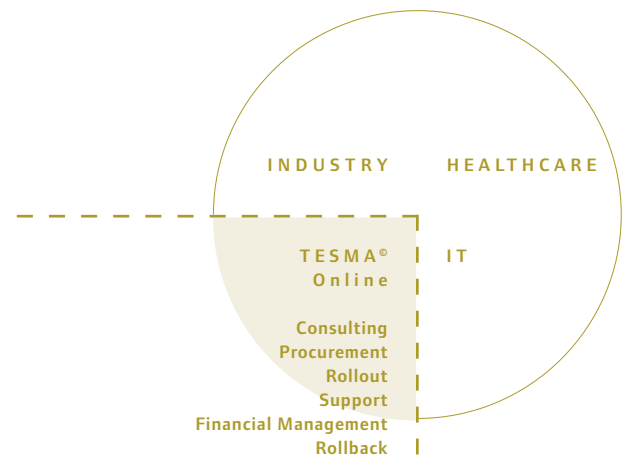 INDUSTRY HEALTHCARE
TESMA© IT
Online
Consulting
Procurement
Rollout
Support
Financial Management
Rollback